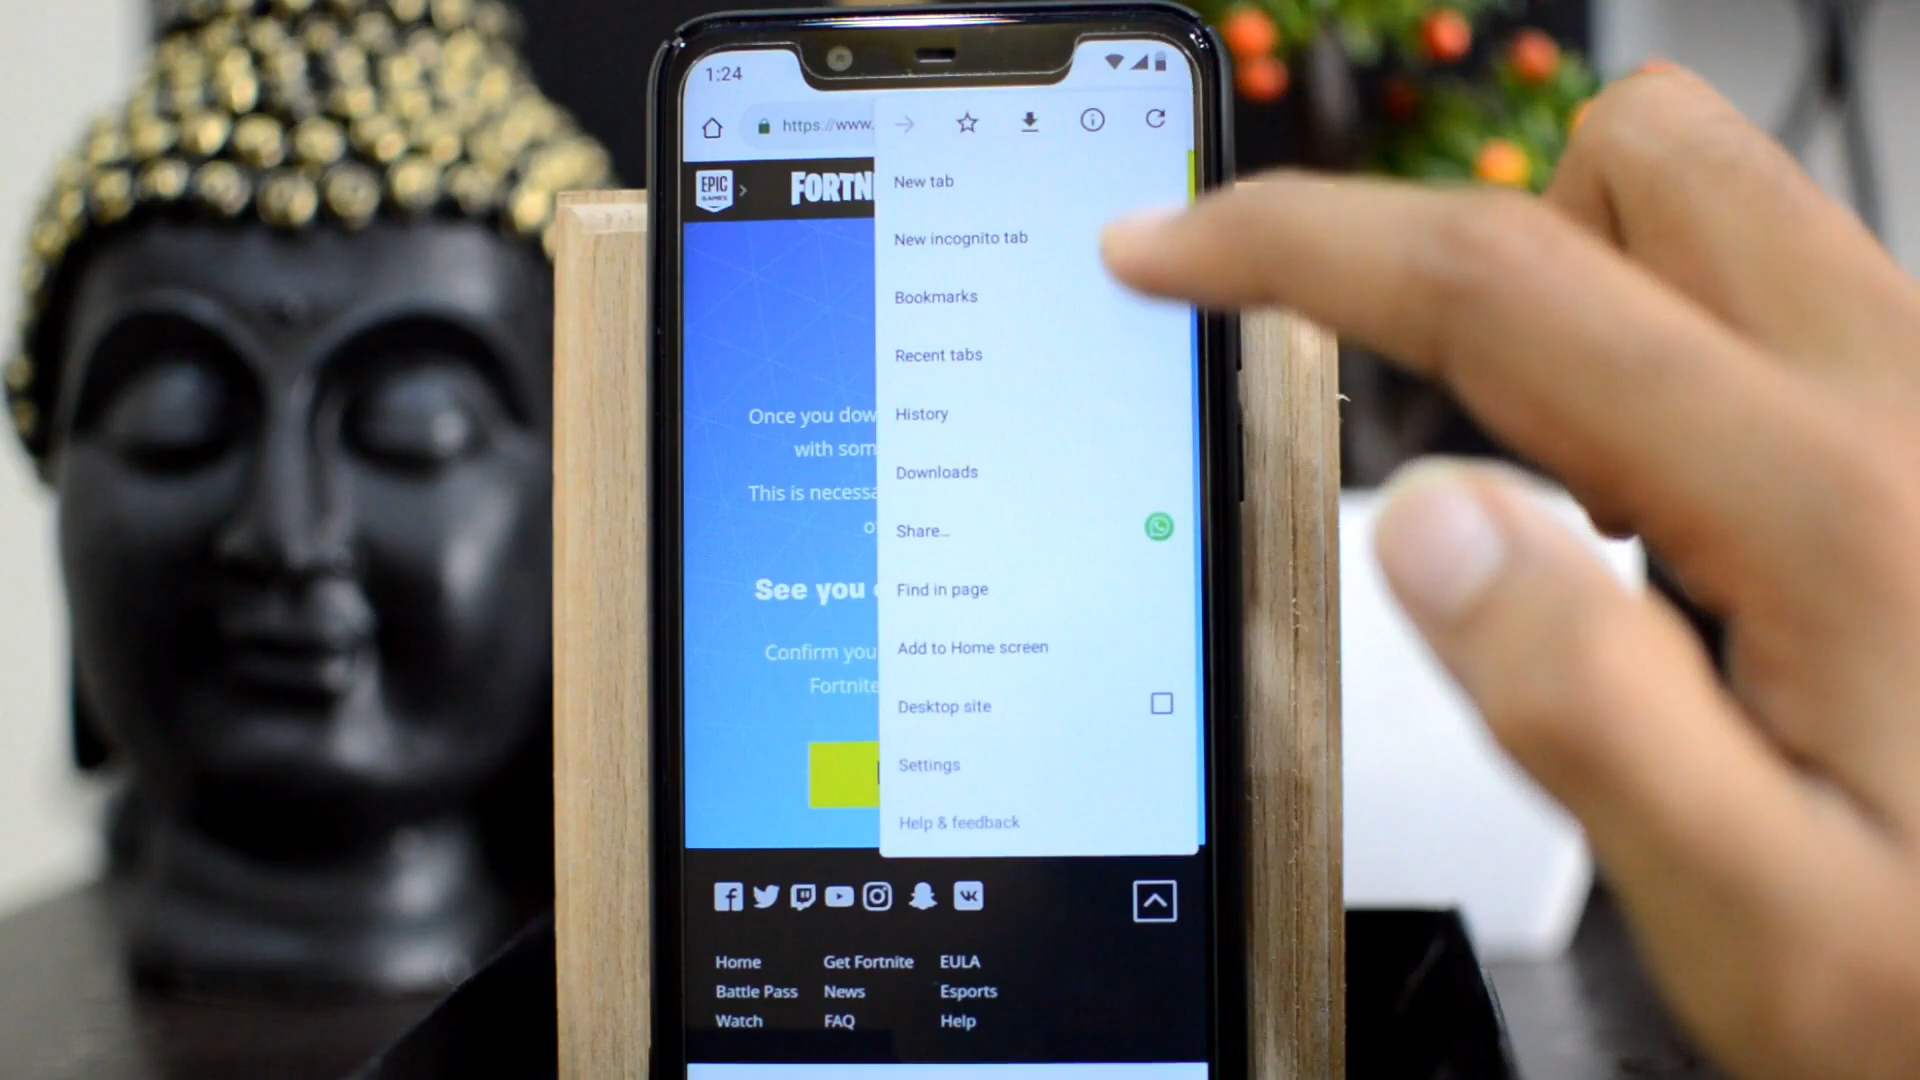 1:24
https://www.
EPIC
GAMES
FORTN
New tab
New incognito tab
Bookmarks
Recent tabs
History
Downloads
Share...
Find in page
Add to Home screen
Desktop site
Settings
Help & feedback
Once you dow
with som
This is necessa
o
See you
Confirm you
Fortnite
Home
Get Fortnite
EULA
Battle Pass
News
Esports
Watch
FAQ
Help